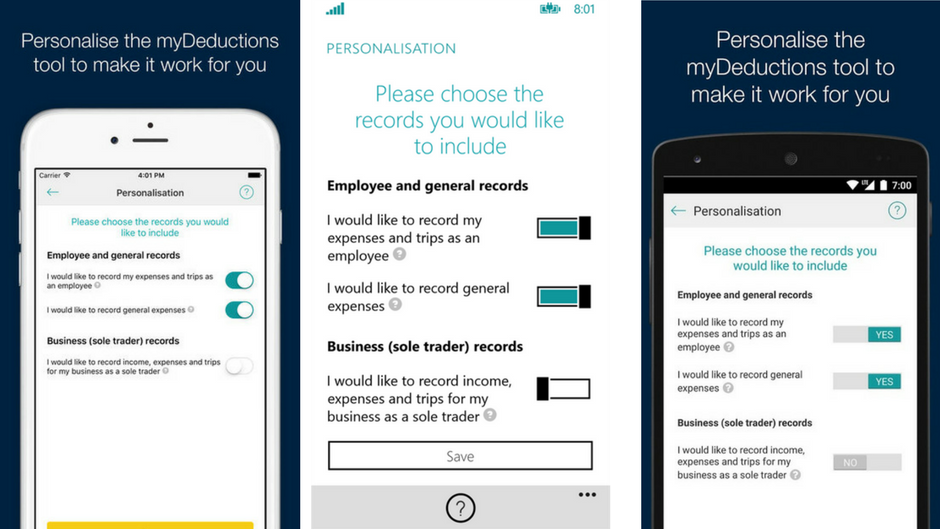 Personalise the myDeductions
tool to make it work for you
Carrier
4:01 PM
Personalisation
?
Please choose the records you would
like to include
Employee and general records
I would like to record my expenses and trips as
an employee ?
I would like to record general expenses ?
Business (sole trader) records
I would like to record income, expenses and trips
for my business as a sole trader ?
8:01
PERSONALISATION
Please choose the
records you would like
to include
Employee and general records
I would like to record my
expenses and trips as an
employee ?
I would like to record general
expenses ?
Business (sole trader) records
I would like to record income,
expenses and trips for my
business as a sole trader ?
Save
?
Personalise the
myDeductions tool to
make it work for you
LTE 7:00
Personalisation
?
Please choose the records you
would like to include
Employee and general records
I would like to record my
expenses and trips as an
employee ?
YES
I would like to record general
expenses ?
YES
Business (sole trader) records
I would like to record income,
expenses and trips for my
business as a sole trader ?
NO